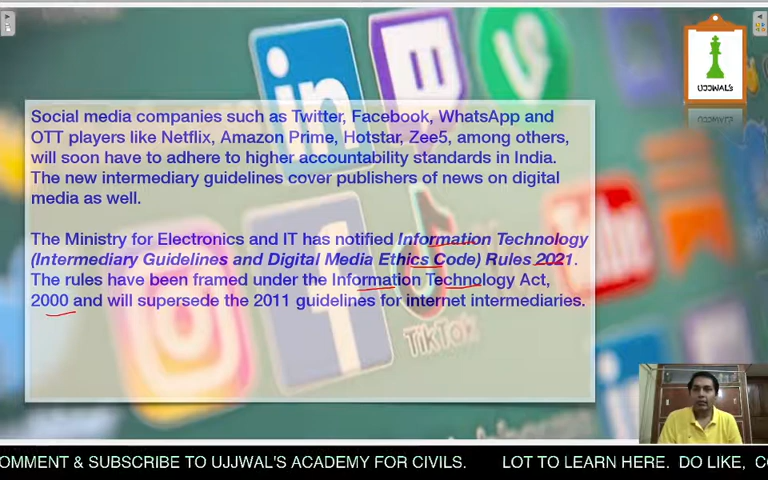 UJJWAL'S
Social media companies such as Twitter, Facebook, WhatsApp and
OTT players like Netflix, Amazon Prime, Hotstar, Zee5, among others,
will soon have to adhere to higher accountability standards in India.
The new intermediary guidelines cover publishers of news on digital
media as well.
The Ministry for Electronics and IT has notified Information Technology
(Intermediary Guidelines and Digital Media Ethics Code) Rules 2021.
The rules have been framed under the Information Technology Act,
2000 and will supersede the 2011 guidelines for internet intermediaries.
in
TikTok
OMMENT & SUBSCRIBE TO UJJWAL'S ACADEMY FOR CIVILS. LOT TO LEARN HERE. DO LIKE, CO